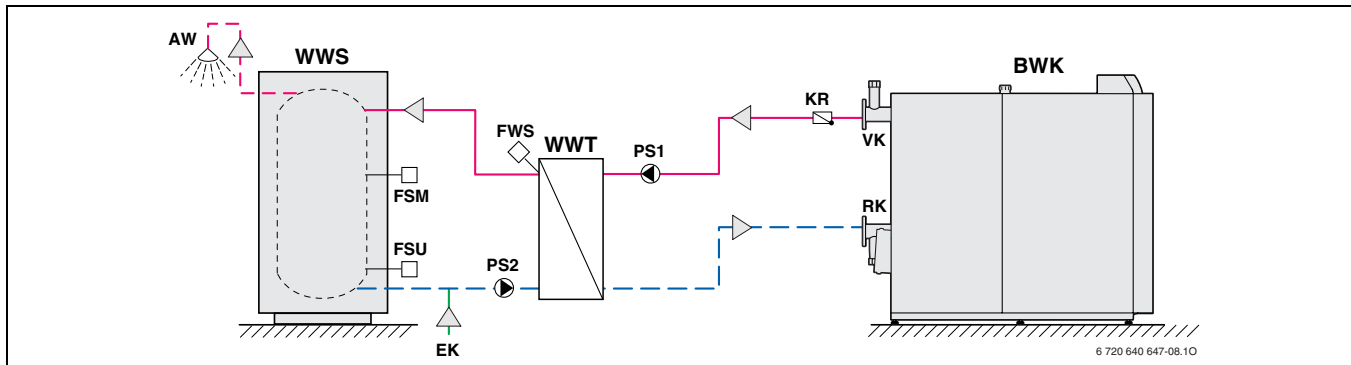 AW
WWS
BWK
KR
FWS
WWT
PS1
VK
FSM
RK
FSU
PS2
EK
6 720 640 647-08.1O